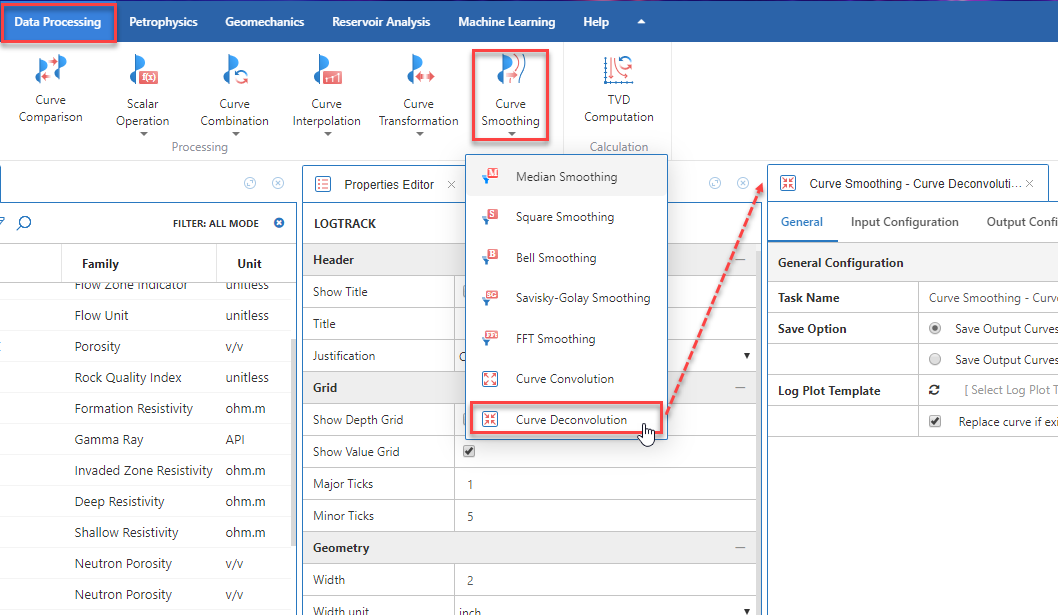 Data Processing
Petrophysics
Geomechanics
Reservoir Analysis
Machine Learning
Help
Curve
Comparison
f(x)
Scalar
Operation
Curve
Combination
Curve
Interpolation
Curve
Transformation
Curve
Smoothing
TVD
Computation
Processing
Calculation
FILTER: ALL MODE
Family
Unit
Flow Zone Indicator
unitless
Flow Unit
unitless
Porosity
v/v
Rock Quality Index
unitless
Formation Resistivity
ohm.m
Gamma Ray
API
Invaded Zone Resistivity
ohm.m
Deep Resistivity
ohm.m
Shallow Resistivity
ohm.m
Neutron Porosity
v/v
Neutron Porosity
v/v
Properties Editor
LOGTRACK
Header
Show Title
Title
Justification
Grid
Show Depth Grid
Show Value Grid
Major Ticks
1
Minor Ticks
5
Geometry
Width
2
Width unit
inch
M
Median Smoothing
S
Square Smoothing
B
Bell Smoothing
SG
Savisky-Golay Smoothing
FFT Smoothing
Curve Convolution
Curve Deconvolution
Curve Smoothing - Curve Deconvoluti...
General
Input Configuration
Output Confi
General Configuration
Task Name
Curve Smoothing - Curv
Save Option
Save Output Curves
Save Output Curves
Log Plot Template
[ Select Log Plot T
Replace curve if exi